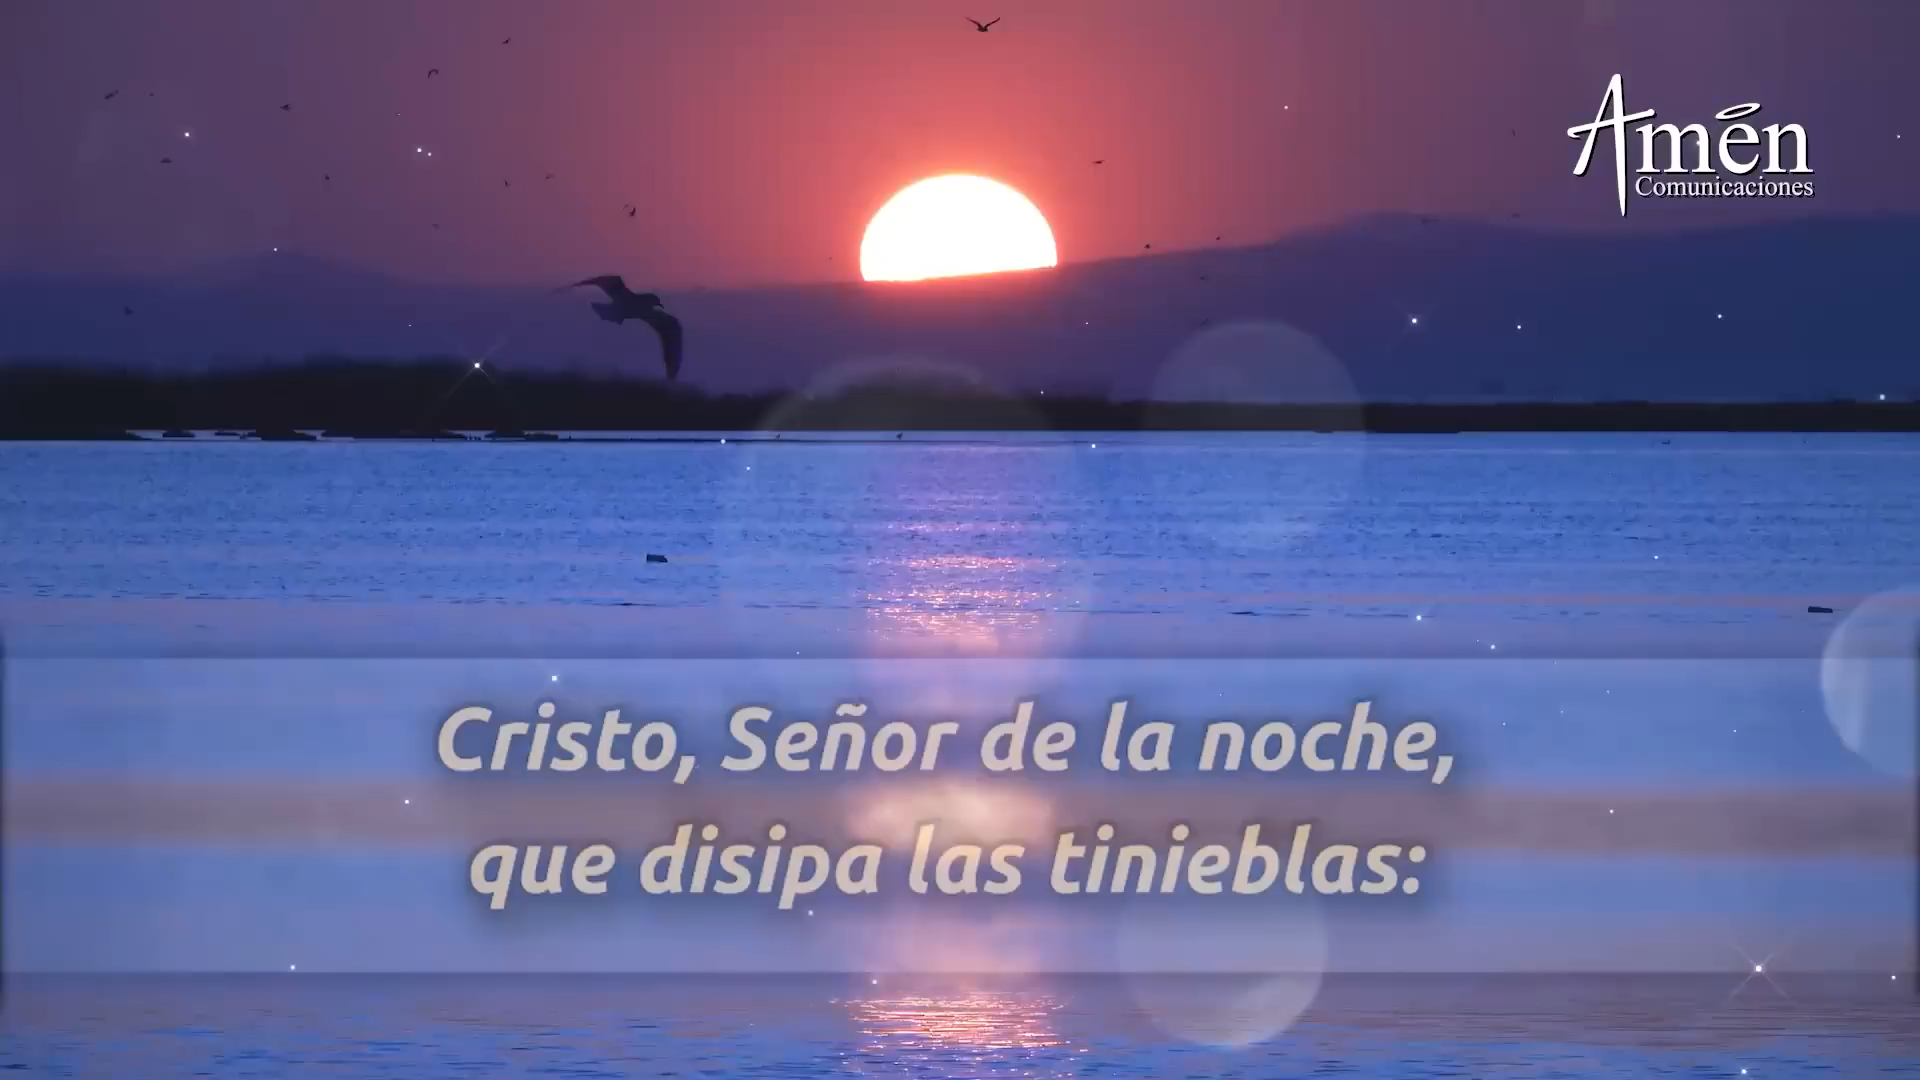 Amén
Comunicaciones
Cristo, Señor de la noche,
que disipa las tinieblas: